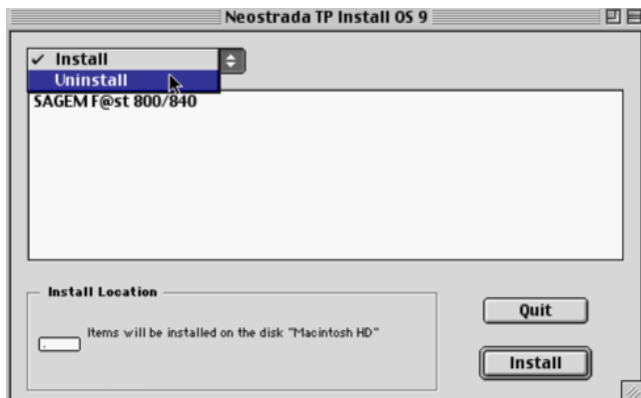 Neostrada TP Install OS 9
✓ Install
Uninstall
SAGEM F@st 800/840
Install Location
Items will be installed on the disk "Macintosh HD"
Quit
Install